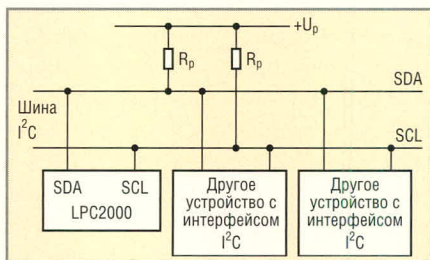 +Uₚ
Rₚ
Rₚ
SDA
Шина
I²C
SCL
SDA SCL
LPC2000
Другое
устройство с
интерфейсом
I²C
Другое
устройство с
интерфейсом
I²C